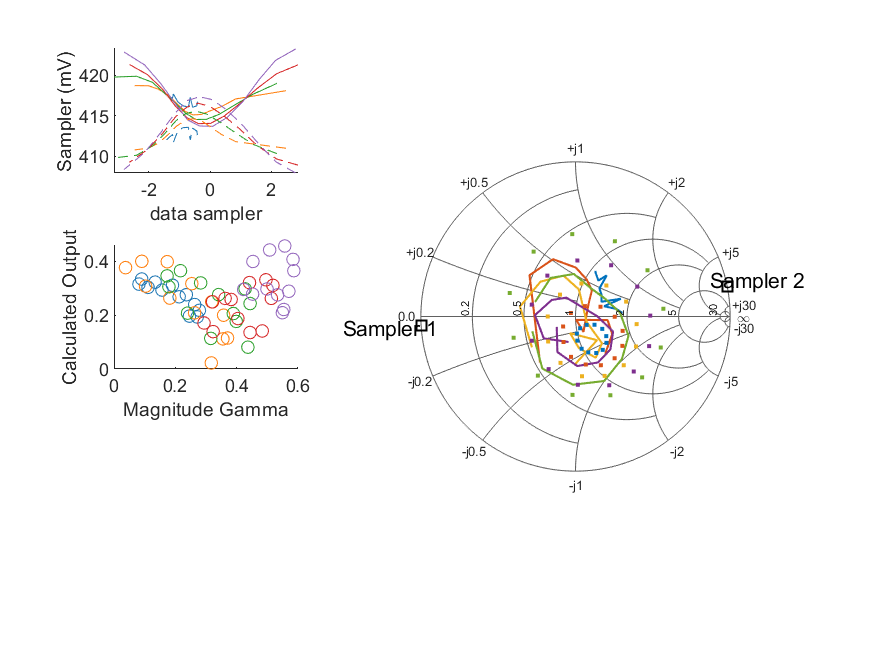 Sampler (mV)
420
415
410
-2
0
2
data sampler
Calculated Output
0.4
0.2
0
0
0.2
0.4
0.6
Magnitude Gamma
+j1
+j0.5
+j2
+j0.2
+j5
Sampler 2
0.0
0.2
0.5
1
2
5
30
+j30
∞
-j30
Sampler 1
-j0.2
-j5
-j0.5
-j2
-j1